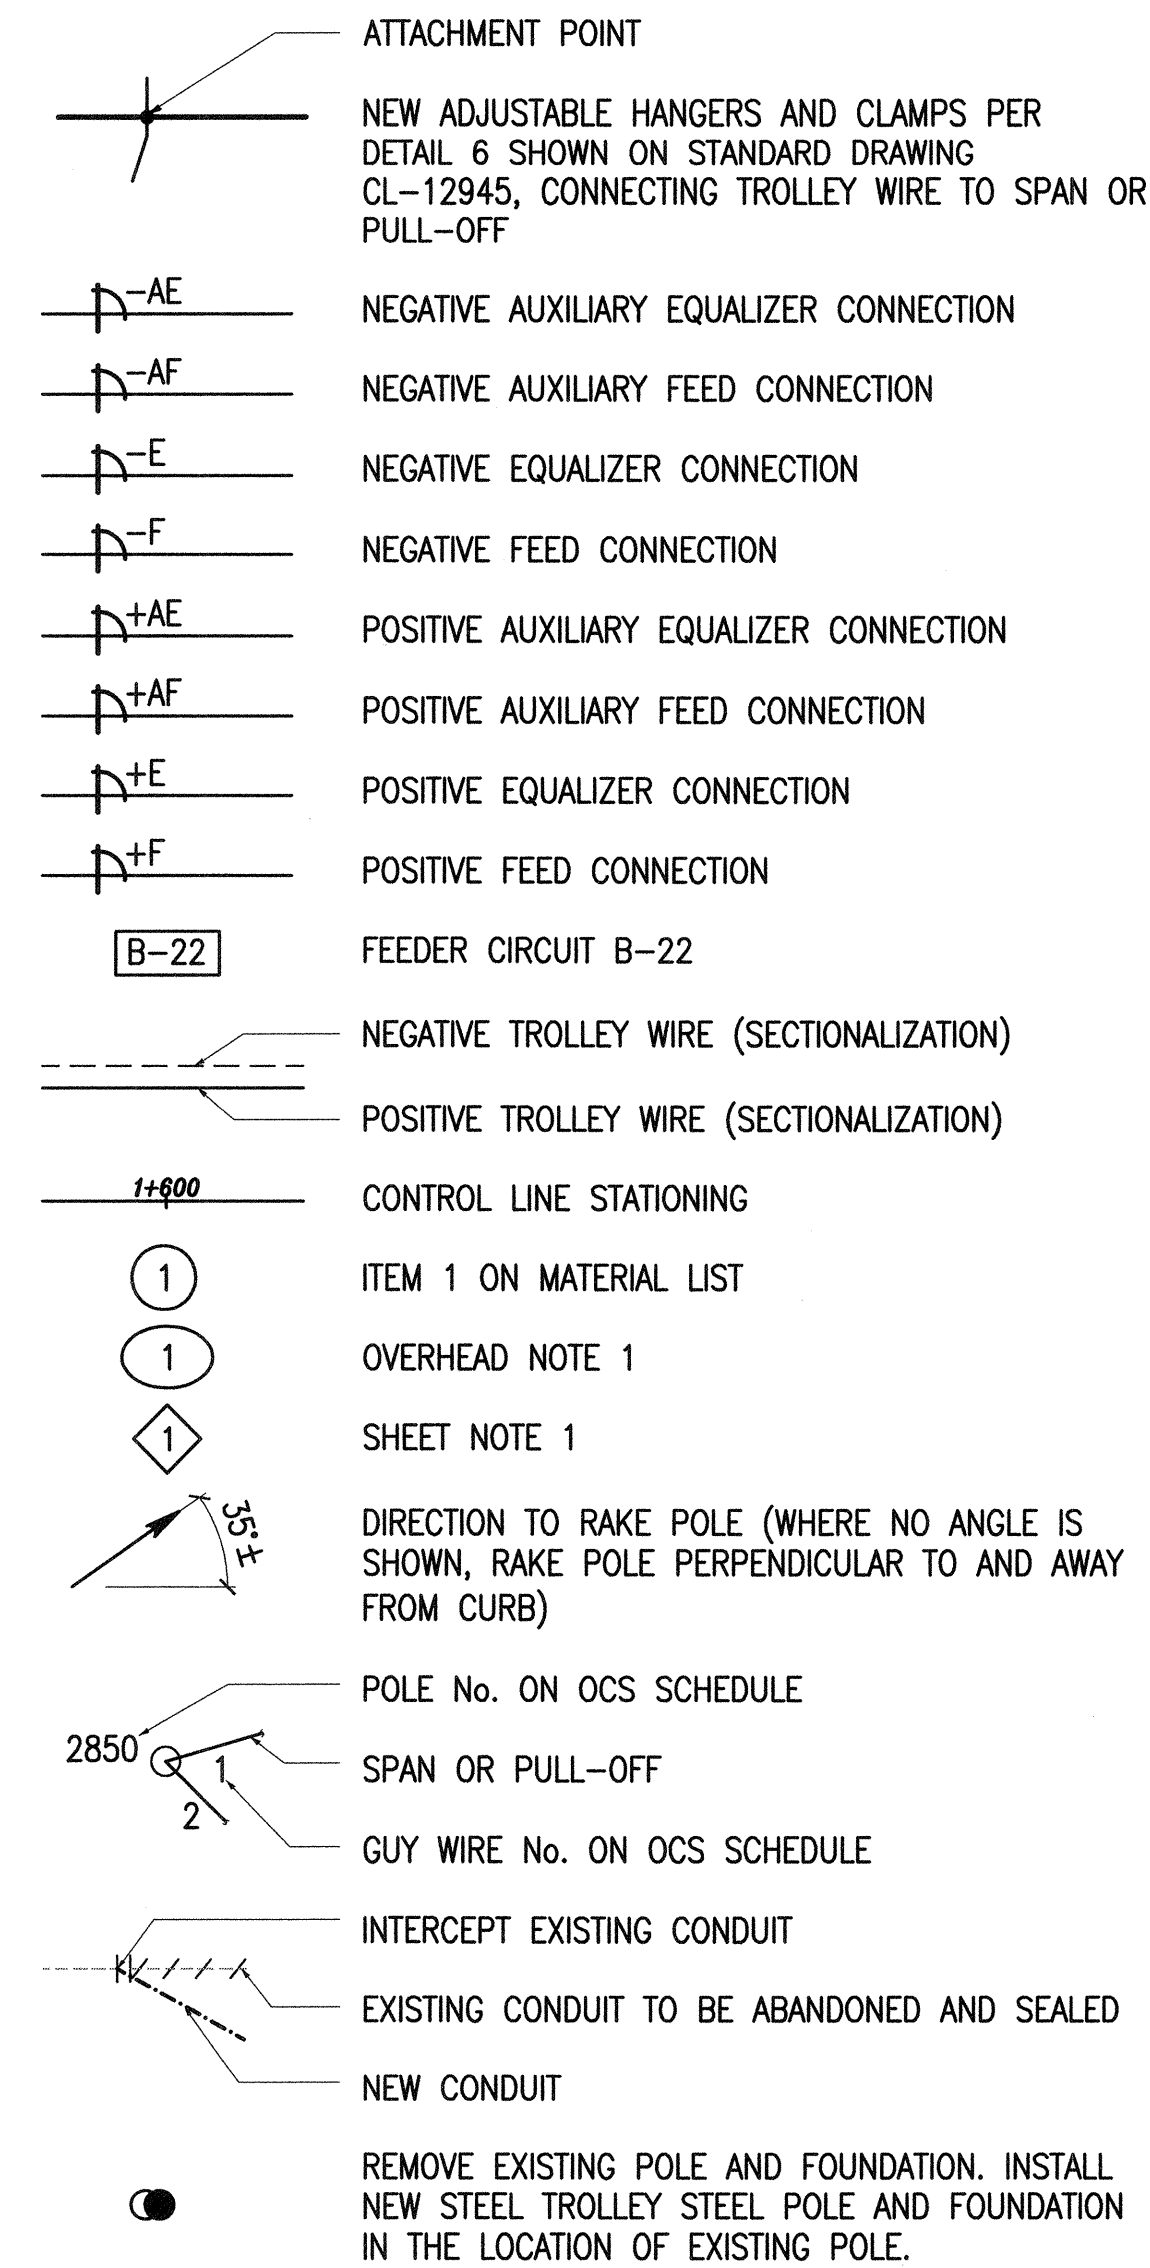 ATTACHMENT POINT
NEW ADJUSTABLE HANGERS AND CLAMPS PER
DETAIL 6 SHOWN ON STANDARD DRAWING
CL-12945, CONNECTING TROLLEY WIRE TO SPAN OR
PULL-OFF
-AE NEGATIVE AUXILIARY EQUALIZER CONNECTION
-AF NEGATIVE AUXILIARY FEED CONNECTION
-E NEGATIVE EQUALIZER CONNECTION
-F NEGATIVE FEED CONNECTION
+AE POSITIVE AUXILIARY EQUALIZER CONNECTION
+AF POSITIVE AUXILIARY FEED CONNECTION
+E POSITIVE EQUALIZER CONNECTION
+F POSITIVE FEED CONNECTION
B-22 FEEDER CIRCUIT B-22
NEGATIVE TROLLEY WIRE (SECTIONALIZATION)
POSITIVE TROLLEY WIRE (SECTIONALIZATION)
1+600 CONTROL LINE STATIONING
1 ITEM 1 ON MATERIAL LIST
1 OVERHEAD NOTE 1
1 SHEET NOTE 1
35°±
DIRECTION TO RAKE POLE (WHERE NO ANGLE IS
SHOWN, RAKE POLE PERPENDICULAR TO AND AWAY
FROM CURB)
POLE No. ON OCS SCHEDULE
2850
1 SPAN OR PULL-OFF
2
GUY WIRE No. ON OCS SCHEDULE
INTERCEPT EXISTING CONDUIT
EXISTING CONDUIT TO BE ABANDONED AND SEALED
NEW CONDUIT
REMOVE EXISTING POLE AND FOUNDATION. INSTALL
NEW STEEL TROLLEY STEEL POLE AND FOUNDATION
IN THE LOCATION OF EXISTING POLE.